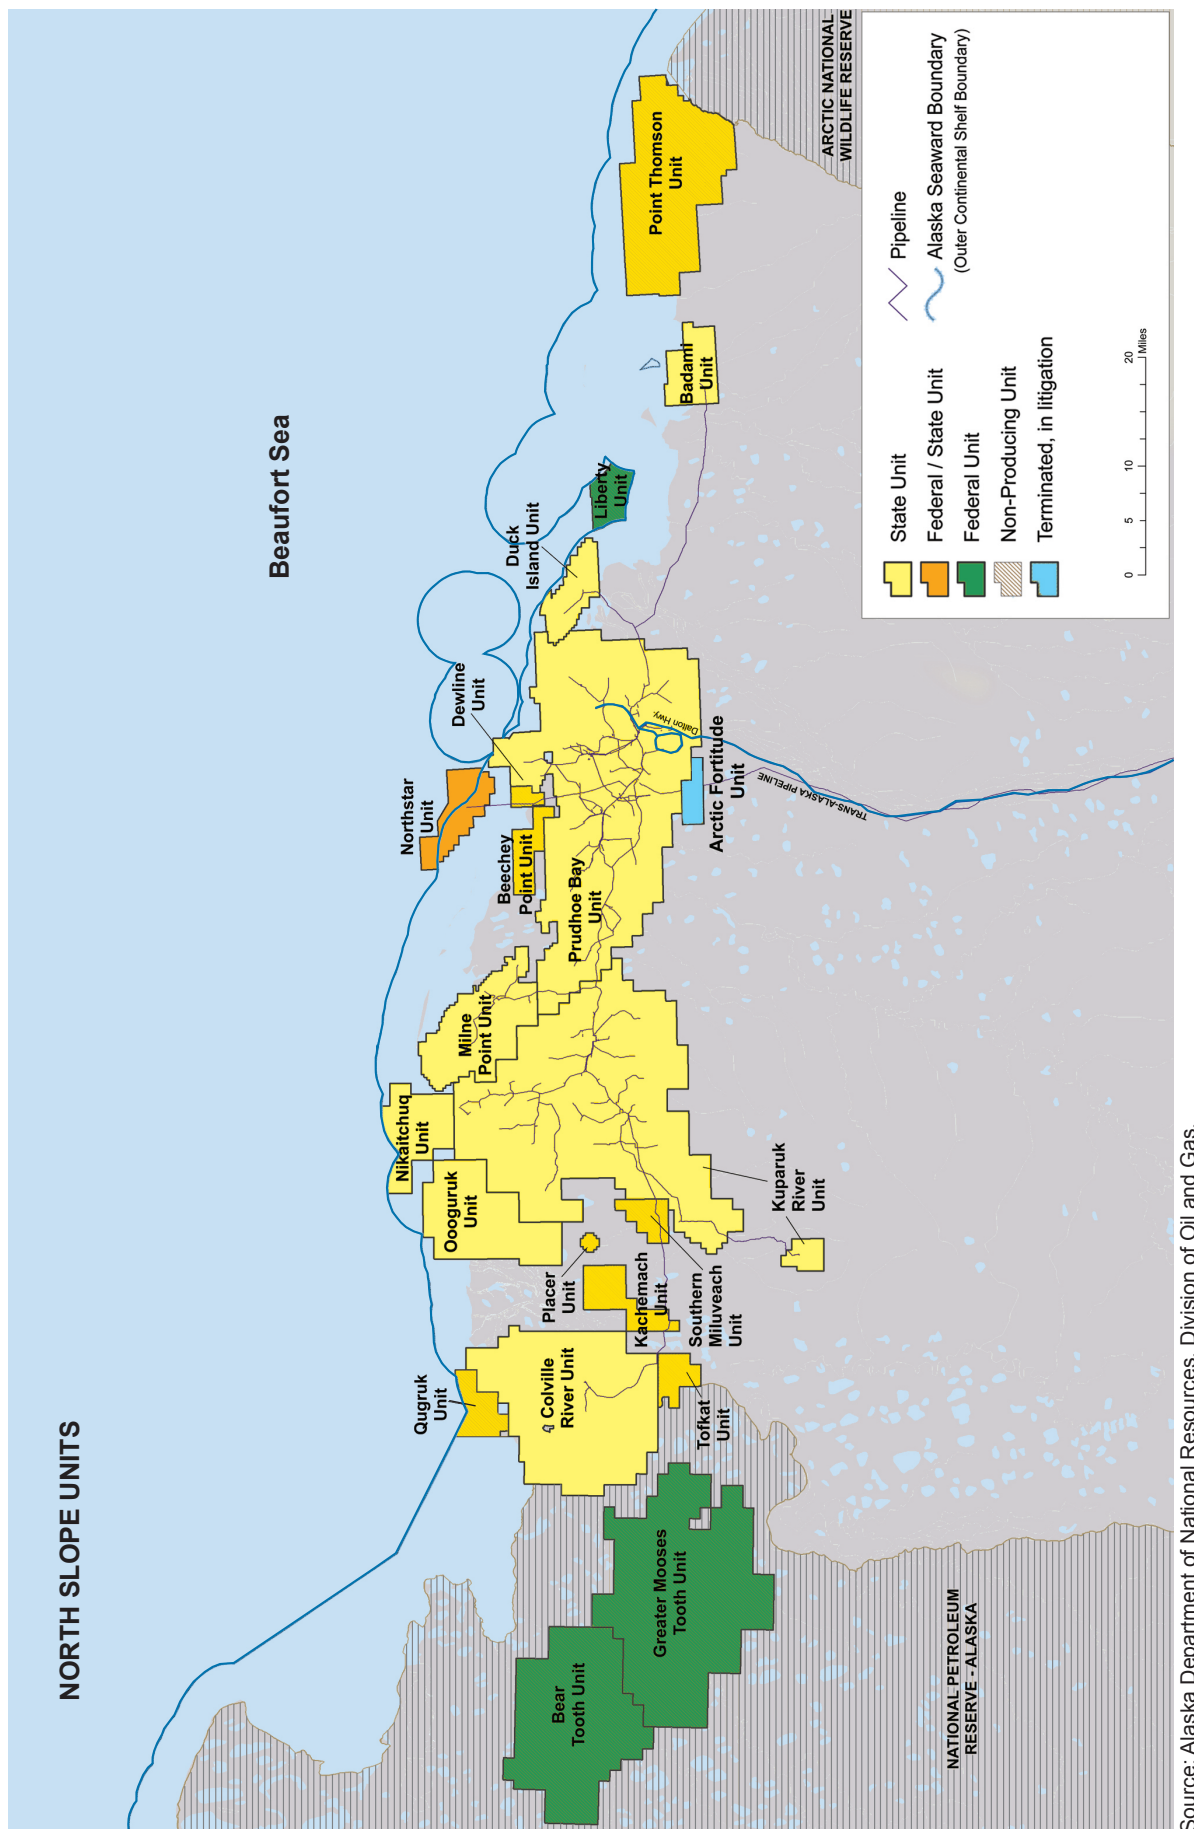 NORTH SLOPE UNITS
Beaufort Sea
Bear
Tooth Unit
Greater Mooses
Tooth Unit
NATIONAL PETROLEUM
RESERVE - ALASKA
Qugruk
Unit
Colville
River Unit
Tofkat
Unit
Placer
Unit
Kachemach
Unit
Southern
Miluveach
Unit
Kuparuk
River
Unit
Oooguruk
Unit
Nikaitchuq
Unit
Milne
Point Unit
Prudhoe Bay
Unit
Beechey
Point Unit
Northstar
Unit
Dewline
Unit
Arctic Fortitude
Unit
Dalton Hwy.
TRANS-ALASKA PIPELINE
Duck
Island Unit
Liberty
Unit
Badami
Unit
Point Thomson
Unit
ARCTIC NATIONAL
WILDLIFE RESERVE
State Unit
Federal / State Unit
Federal Unit
Non-Producing Unit
Terminated, in litigation
Pipeline
Alaska Seaward Boundary
(Outer Continental Shelf Boundary)
0 5 10 20 Miles
Source: Alaska Department of National Resources, Division of Oil and Gas.